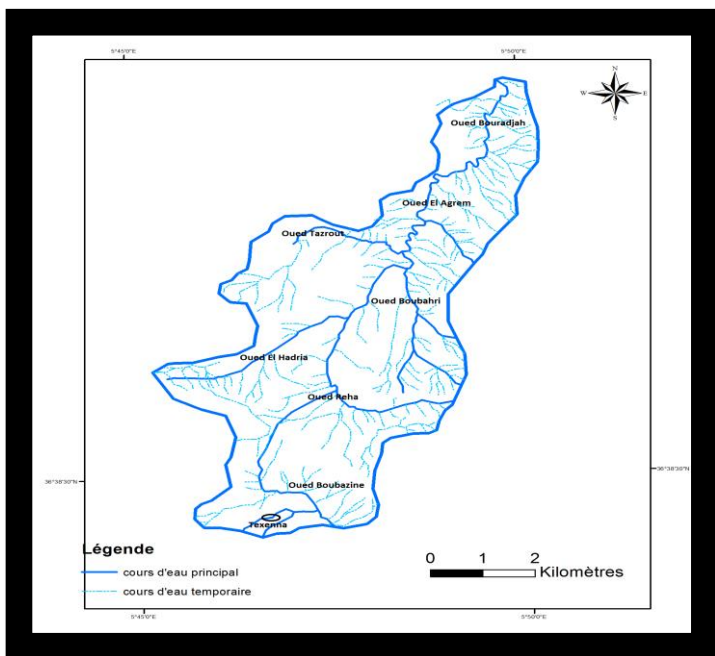 5°45'0"E
5°50'0"E
N
W
E
S
Oued Bouradjah
Oued El Agrem
Oued Tazrout
Oued Boubahri
Oued El Hadria
Oued Reha
36°38'30"N
36°38'30"N
Oued Boubazine
Texenna
Légende
cours d'eau principal
cours d'eau temporaire
0 1 2
Kilomètres
5°45'0"E
5°50'0"E